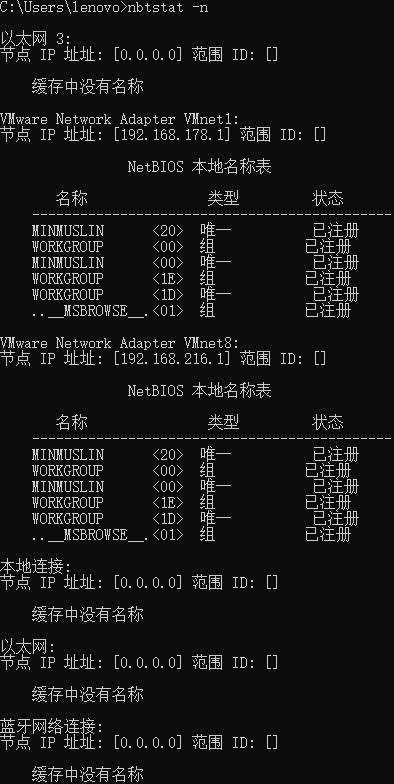 C:\Users\lenovo>nbtstat -n
以太网 3:
节点 IP 址址: [0.0.0.0] 范围 ID: []
缓存中没有名称
VMware Network Adapter VMnet1:
节点 IP 址址: [192.168.178.1] 范围 ID: []
NetBIOS 本地名称表
名称 类型 状态
---------------------------------------------
MINMUSLIN <20> 唯一 已注册
WORKGROUP <00> 组 已注册
MINMUSLIN <00> 唯一 已注册
WORKGROUP <1E> 组 已注册
WORKGROUP <1D> 唯一 已注册
..__MSBROWSE__.<01> 组 已注册
VMware Network Adapter VMnet8:
节点 IP 址址: [192.168.216.1] 范围 ID: []
NetBIOS 本地名称表
名称 类型 状态
---------------------------------------------
MINMUSLIN <20> 唯一 已注册
WORKGROUP <00> 组 已注册
MINMUSLIN <00> 唯一 已注册
WORKGROUP <1E> 组 已注册
WORKGROUP <1D> 唯一 已注册
..__MSBROWSE__.<01> 组 已注册
本地连接:
节点 IP 址址: [0.0.0.0] 范围 ID: []
缓存中没有名称
以太网:
节点 IP 址址: [0.0.0.0] 范围 ID: []
缓存中没有名称
蓝牙网络连接:
节点 IP 址址: [0.0.0.0] 范围 ID: []
缓存中没有名称